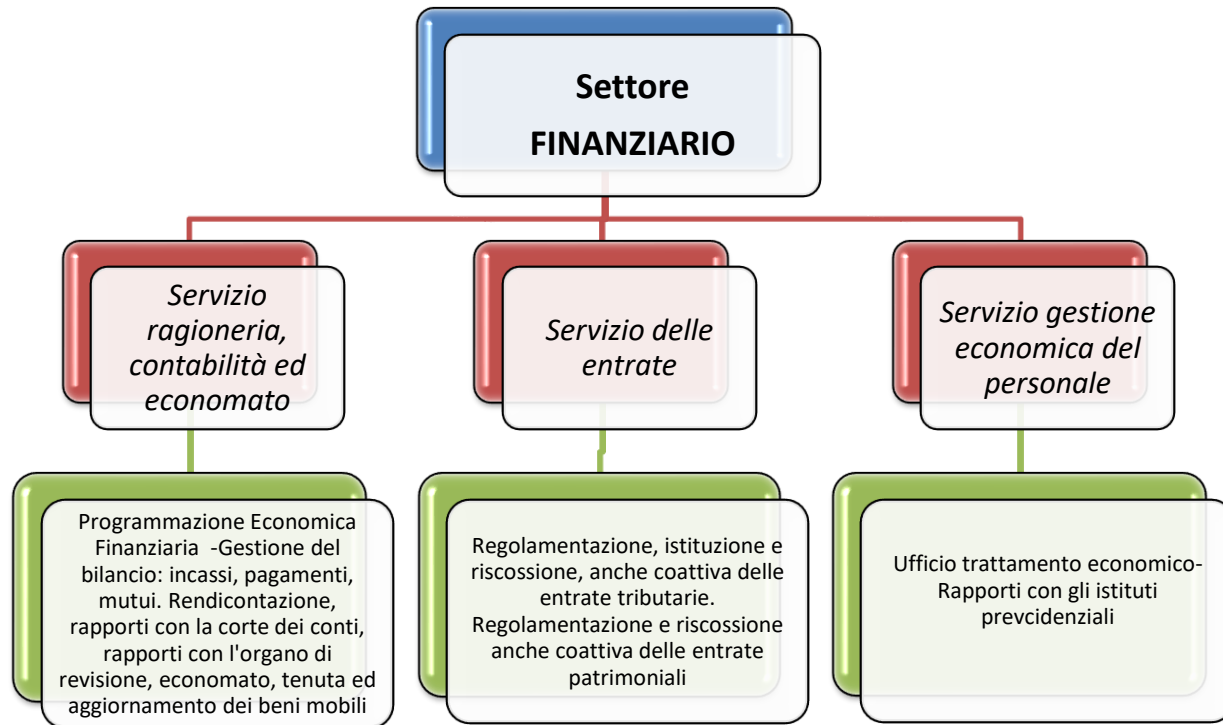 Settore
FINANZIARIO
Servizio
ragioneria,
contabilità ed
economato
Servizio delle
entrate
Servizio gestione
economica del
personale
Programmazione Economica
Finanziaria  -Gestione del
bilancio: incassi, pagamenti,
mutui. Rendicontazione,
rapporti con la corte dei conti,
rapporti con l'organo di
revisione, economato, tenuta ed
aggiornamento dei beni mobili
Regolamentazione, istituzione e
riscossione, anche coattiva delle
entrate tributarie.
Regolamentazione e riscossione
anche coattiva delle entrate
patrimoniali
Ufficio trattamento economico-
Rapporti con gli istituti
prevcidenziali